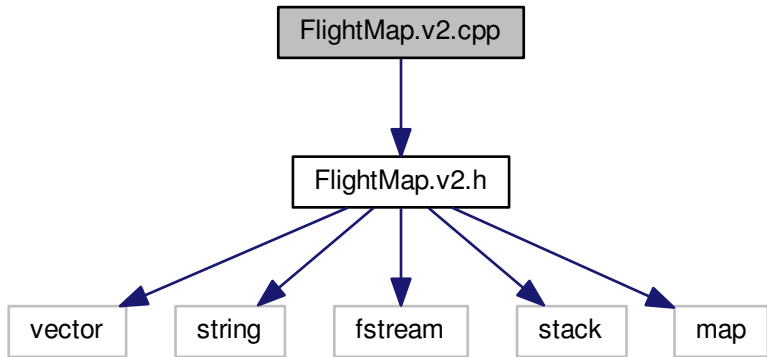 FlightMap.v2.cpp
FlightMap.v2.h
vector
string
fstream
stack
map